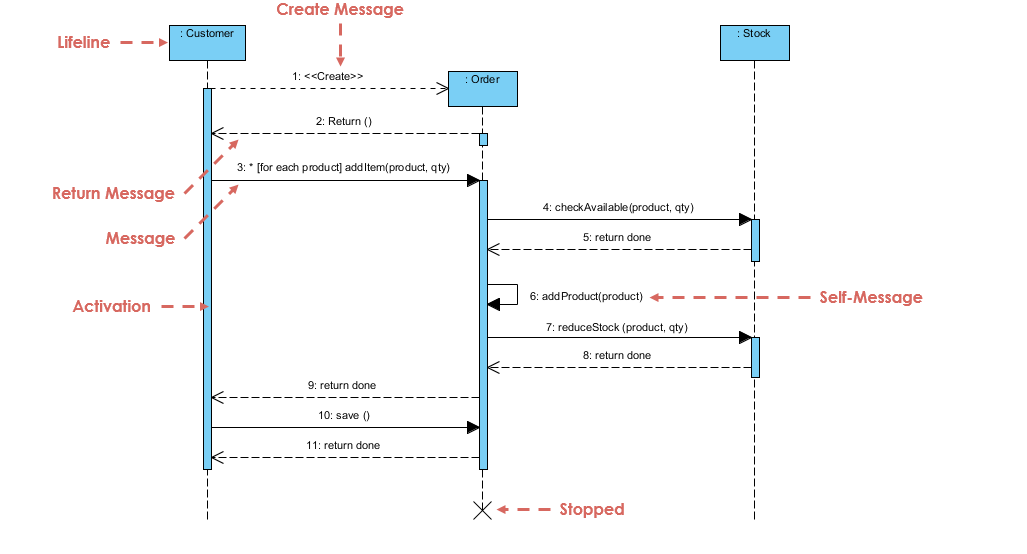 Create Message
Lifeline
: Customer
: Stock
1: <<Create>>
: Order
2: Return ()
3: * [for each product] addItem(product, qty)
Return Message
4: checkAvailable(product, qty)
Message
5: return done
Activation
6: addProduct(product)
Self-Message
7: reduceStock (product, qty)
8: return done
9: return done
10: save ()
11: return done
Stopped